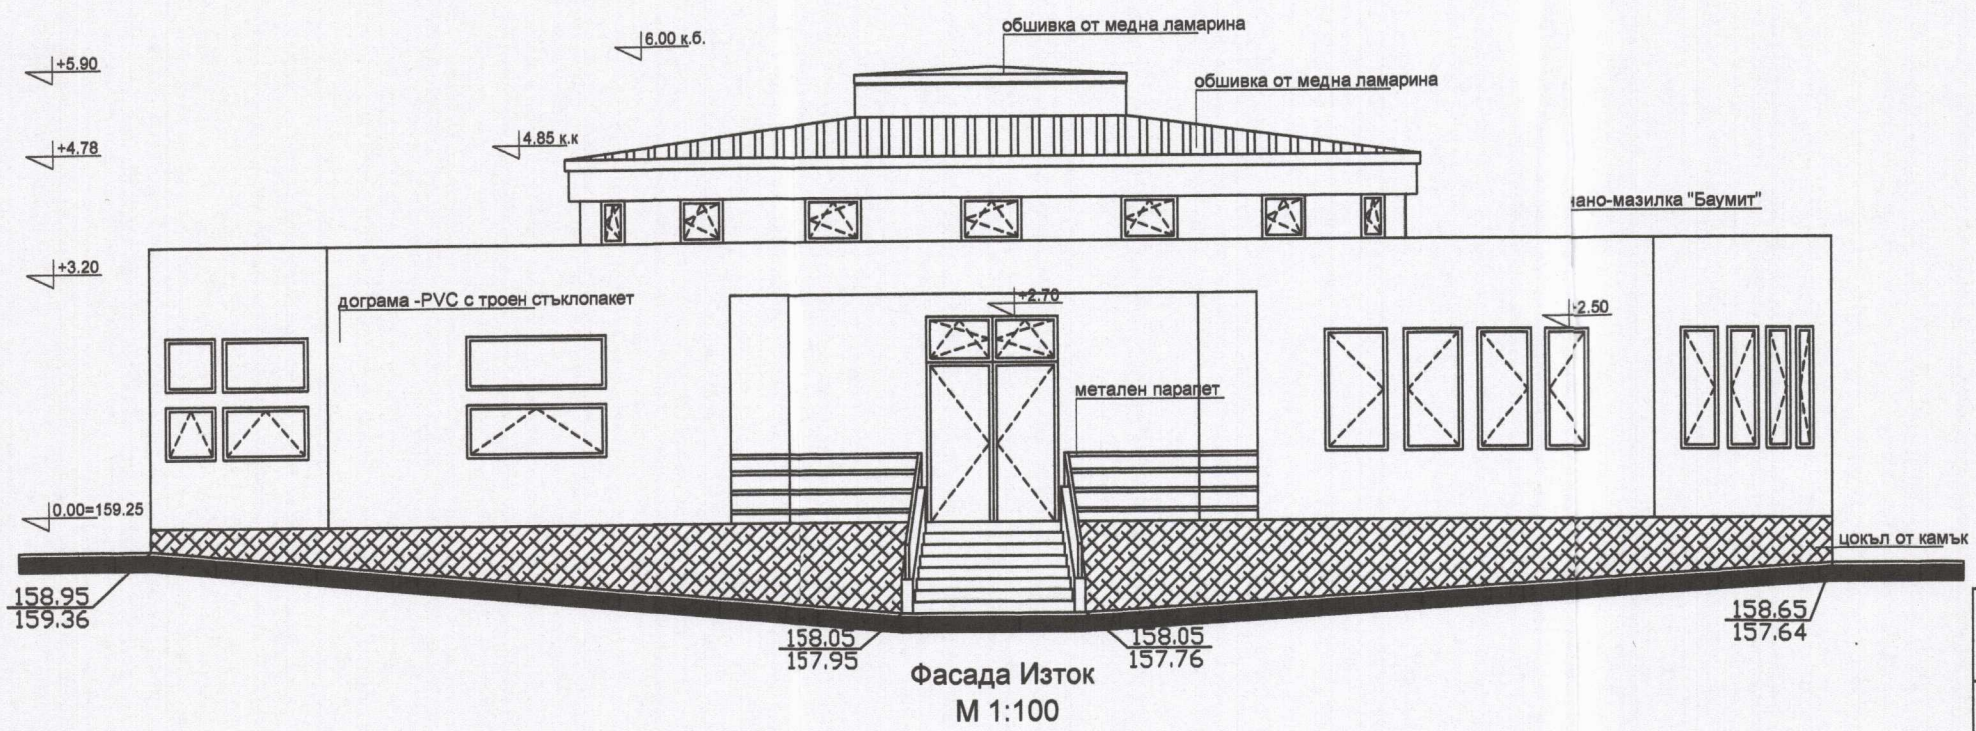 обшивка от медна ламарина
6.00 к.б.
+5.90
обшивка от медна ламарина
4.85 к.к
+4.78
"Баумит"
+3.20
дограма -PVC с троен стъклопакет
+2.70
2.50
метален парапет
0.00=159.25
цокъл от камък
158.95
159.36
158.65
157.64
158.05
157.95
158.05
157.76
Фасада Изток
М 1:100